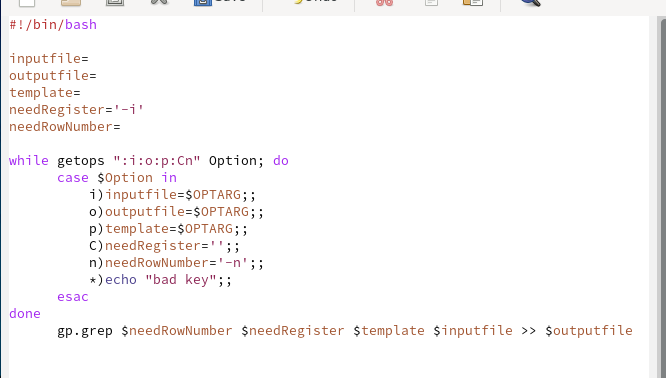 #!/bin/bash
inputfile=
outputfile=
template=
needRegister='-i'
needRowNumber=
while getops ":i:o:p:Cn" Option; do
case $Option in
i)inputfile=$OPTARG;;
o)outputfile=$OPTARG;;
p)template=$OPTARG;;
C)needRegister='';;
n)needRowNumber='-n';;
*)echo "bad key";;
esac
done
gp.grep $needRowNumber $needRegister $template $inputfile >> $outputfile